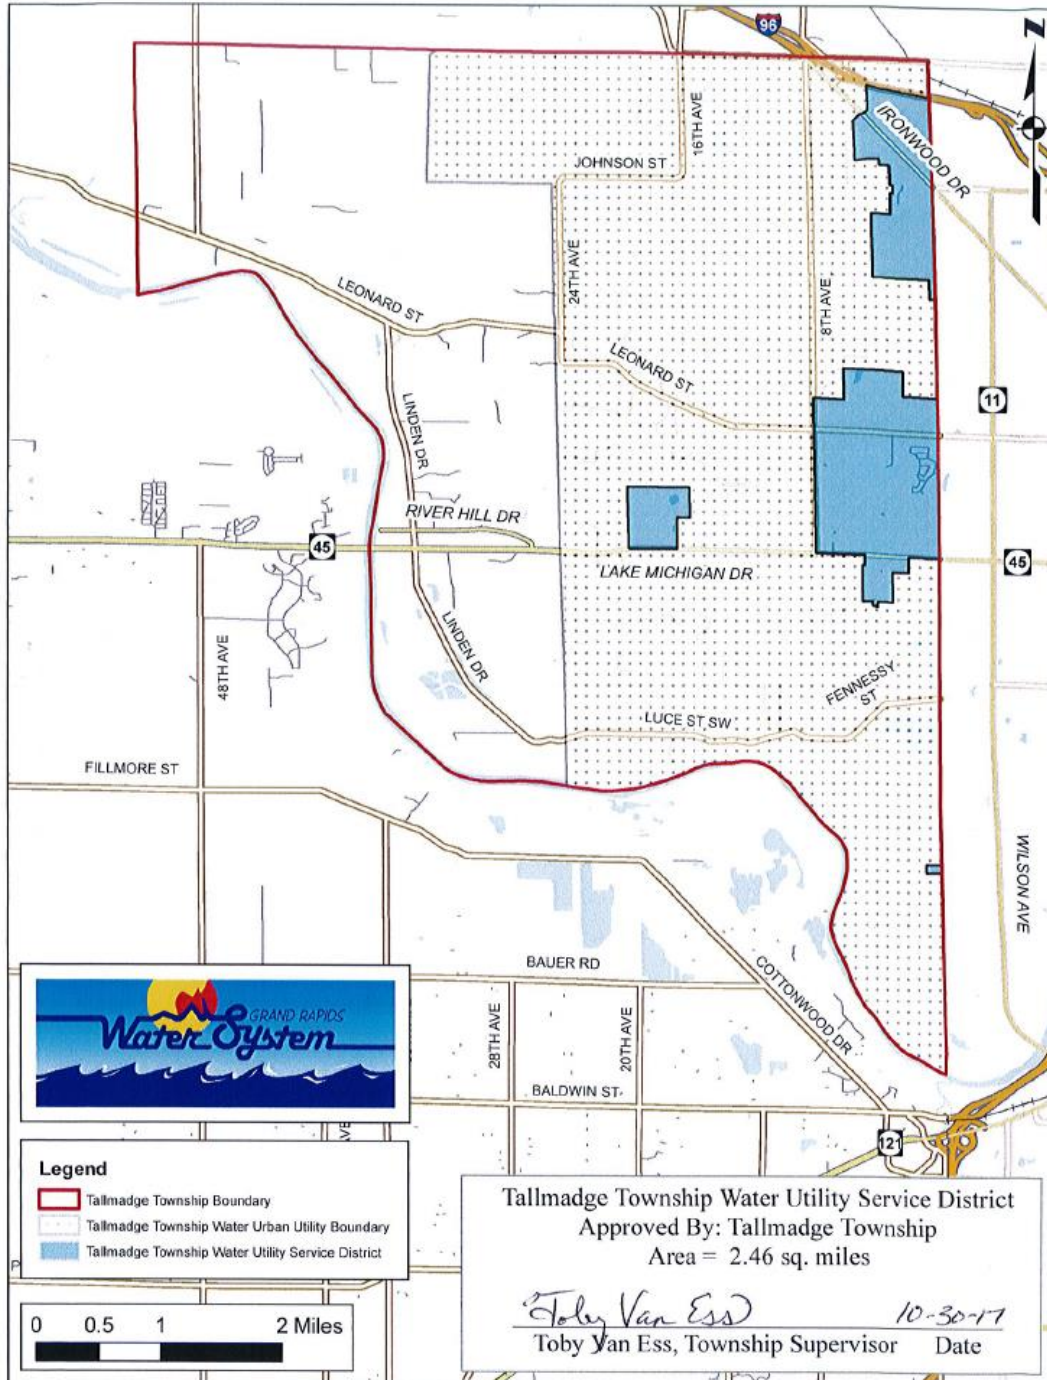 96
N
16TH AVE
IRONWOOD DR
JOHNSON ST
24TH AVE
8TH AVE
LEONARD ST
LEONARD ST
11
LINDEN DR
RIVER HILL DR
45
LAKE MICHIGAN DR
45
48TH AVE
LINDEN DR
FENNESSY
ST
LUCE ST SW
FILLMORE ST
WILSON AVE
BAUER RD
COTTONWOOD DR
28TH AVE
20TH AVE
BALDWIN ST
121
GRAND RAPIDS
Water System
AVE
Legend
Tallmadge Township Boundary
Tallmadge Township Water Urban Utility Boundary
Tallmadge Township Water Utility Service District
P
0 0.5 1 2 Miles
Tallmadge Township Water Utility Service District
Approved By: Tallmadge Township
Area = 2.46 sq. miles
Toby Van Ess 10-30-17
Toby Van Ess, Township Supervisor Date